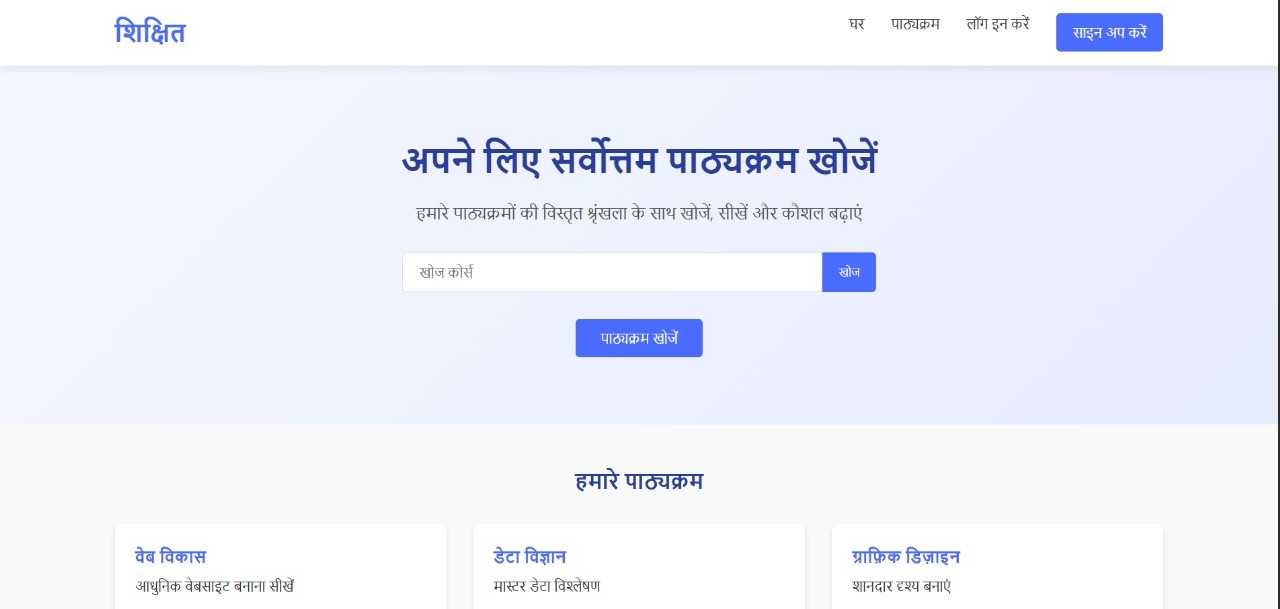 शिक्षित
घर
पाठ्यक्रम
लॉग इन करें
साइन अप करें
अपने लिए सर्वोत्तम पाठ्यक्रम खोजें
हमारे पाठ्यक्रमों की विस्तृत श्रृंखला के साथ खोजें, सीखें और कौशल बढ़ाएं
खोज कोर्स
खोज
पाठ्यक्रम खोजें
हमारे पाठ्यक्रम
वेब विकास
आधुनिक वेबसाइट बनाना सीखें
डेटा विज्ञान
मास्टर डेटा विश्लेषण
ग्राफ़िक डिज़ाइन
शानदार दृश्य बनाएं